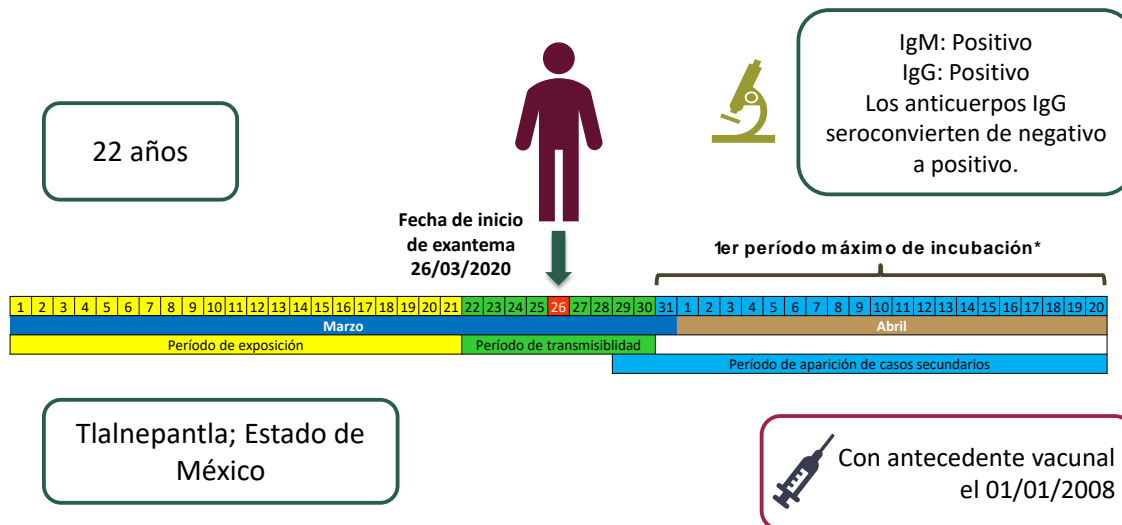 22 años
IgM: Positivo
IgG: Positivo
Los anticuerpos IgG
seroconvierten de negativo
a positivo.
Fecha de inicio
de exantema
26/03/2020
1er período máximo de incubación*
1 2 3 4 5 6 7 8 9 10 11 12 13 14 15 16 17 18 19 20 21 22 23 24 25 26 27 28 29 30 31 1 2 3 4 5 6 7 8 9 10 11 12 13 14 15 16 17 18 19 20
Marzo Abril
Período de exposición Período de transmisiblidad
Período de aparición de casos secundarios
Tlalnepantla; Estado de
México
Con antecedente vacunal
el 01/01/2008